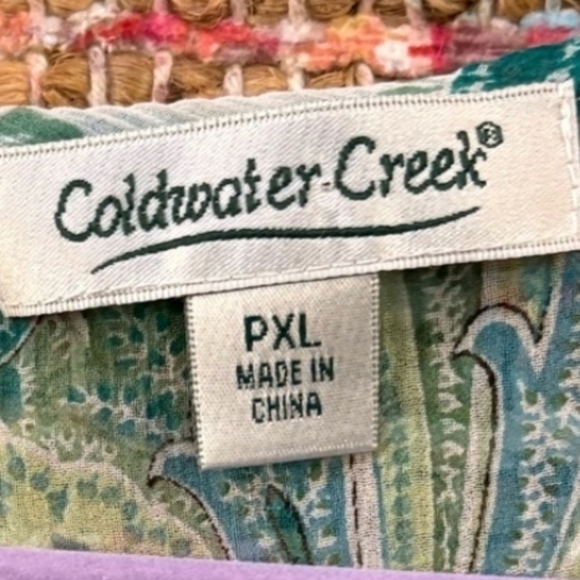 Coldwater-Creek®
PXL
MADE IN
CHINA